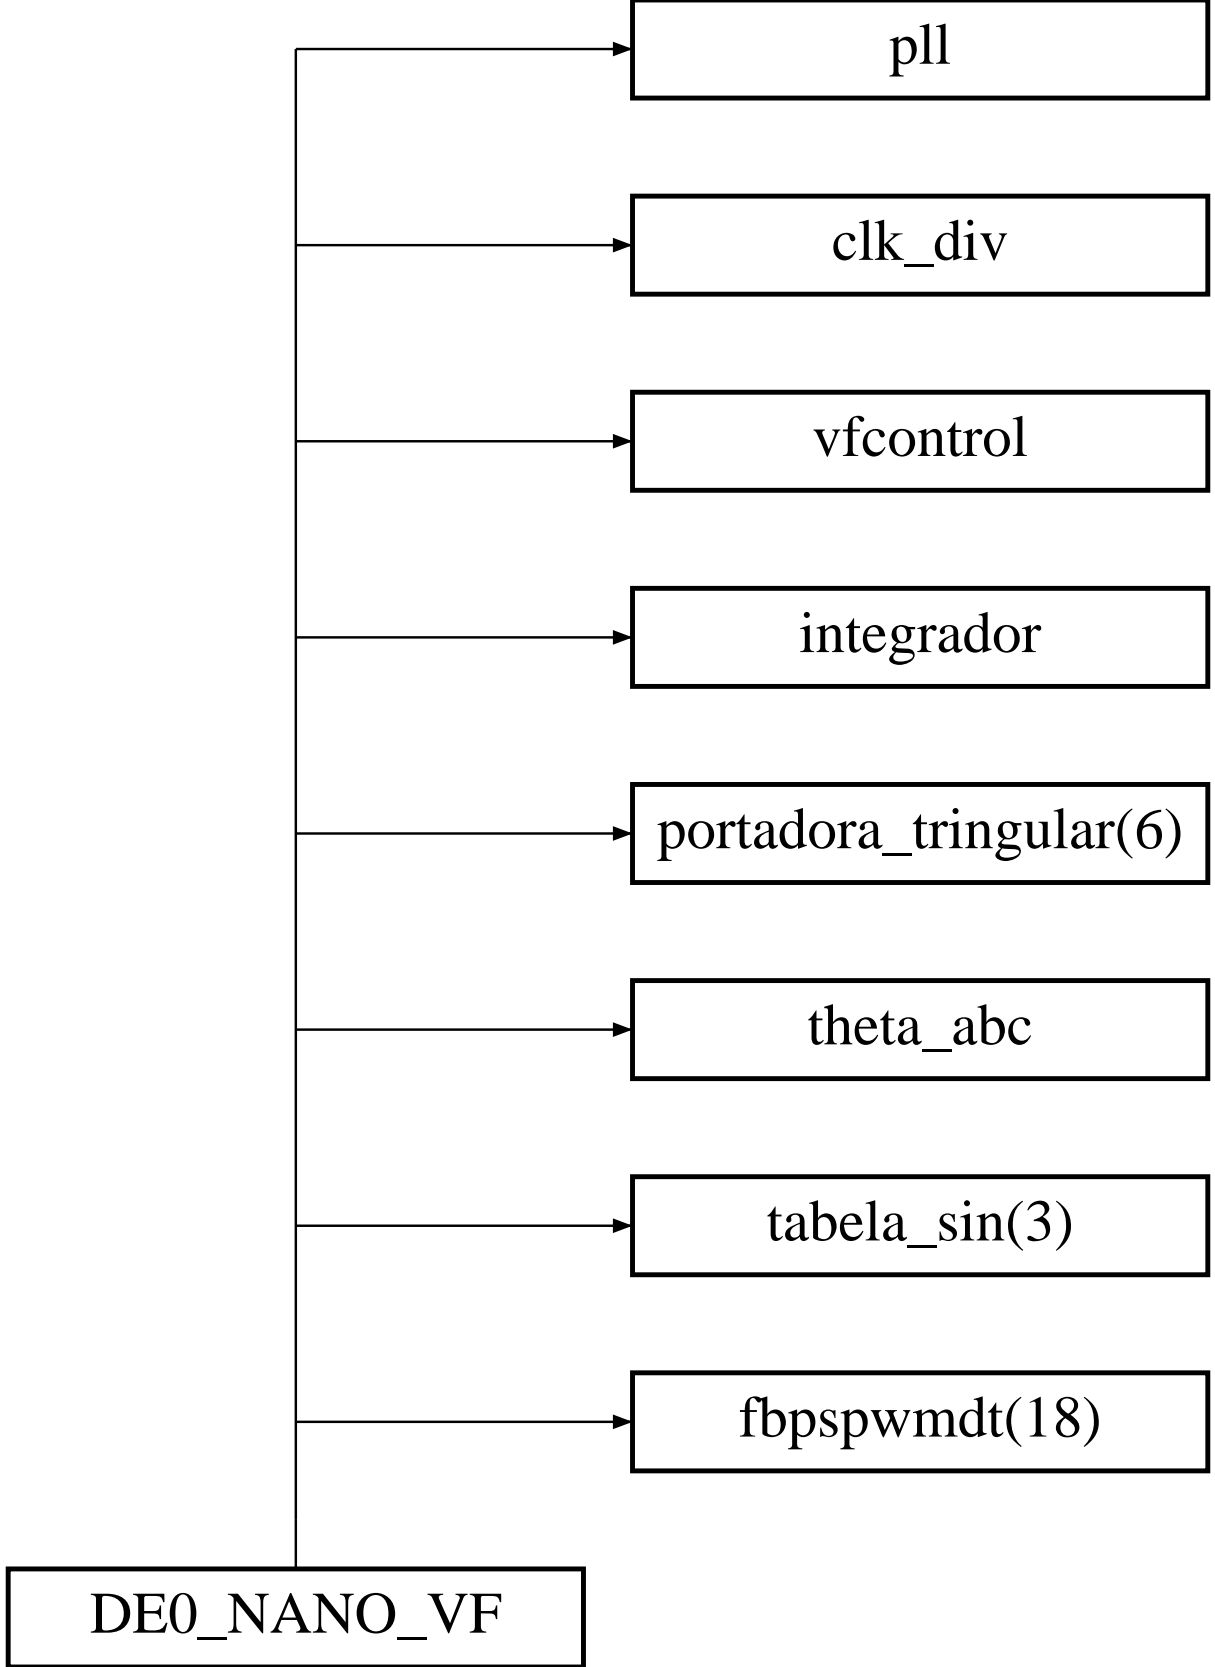 pll
clk_div
vfcontrol
integrador
portadora_tringular(6)
theta_abc
tabela_sin(3)
fbpspwmdt(18)
DE0_NANO_VF